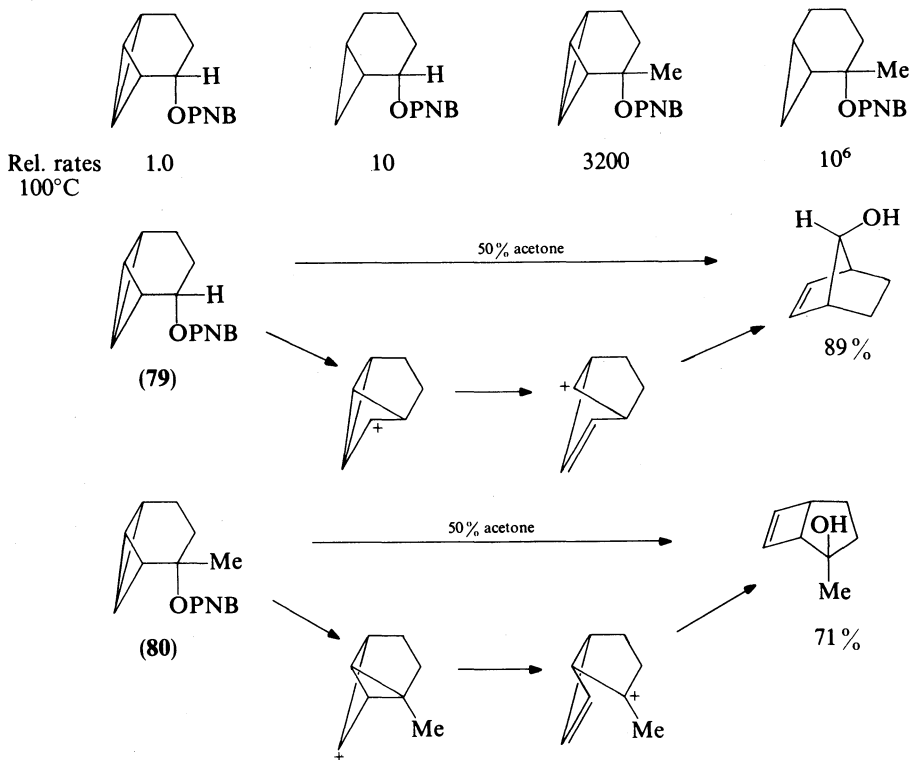 H
OPNB
H
OPNB
Me
OPNB
Me
OPNB
Rel. rates 1.0 10 3200 10⁶
100°C
H
OPNB
(79)
50% acetone
H OH
89%
+
+
Me
OPNB
(80)
50% acetone
OH
Me
71%
Me
+
+
Me